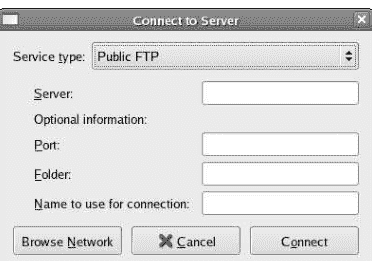 Connect to Server
Service type: Public FTP
Server:
Optional information:
Port:
Folder:
Name to use for connection:
Browse Network Cancel Connect